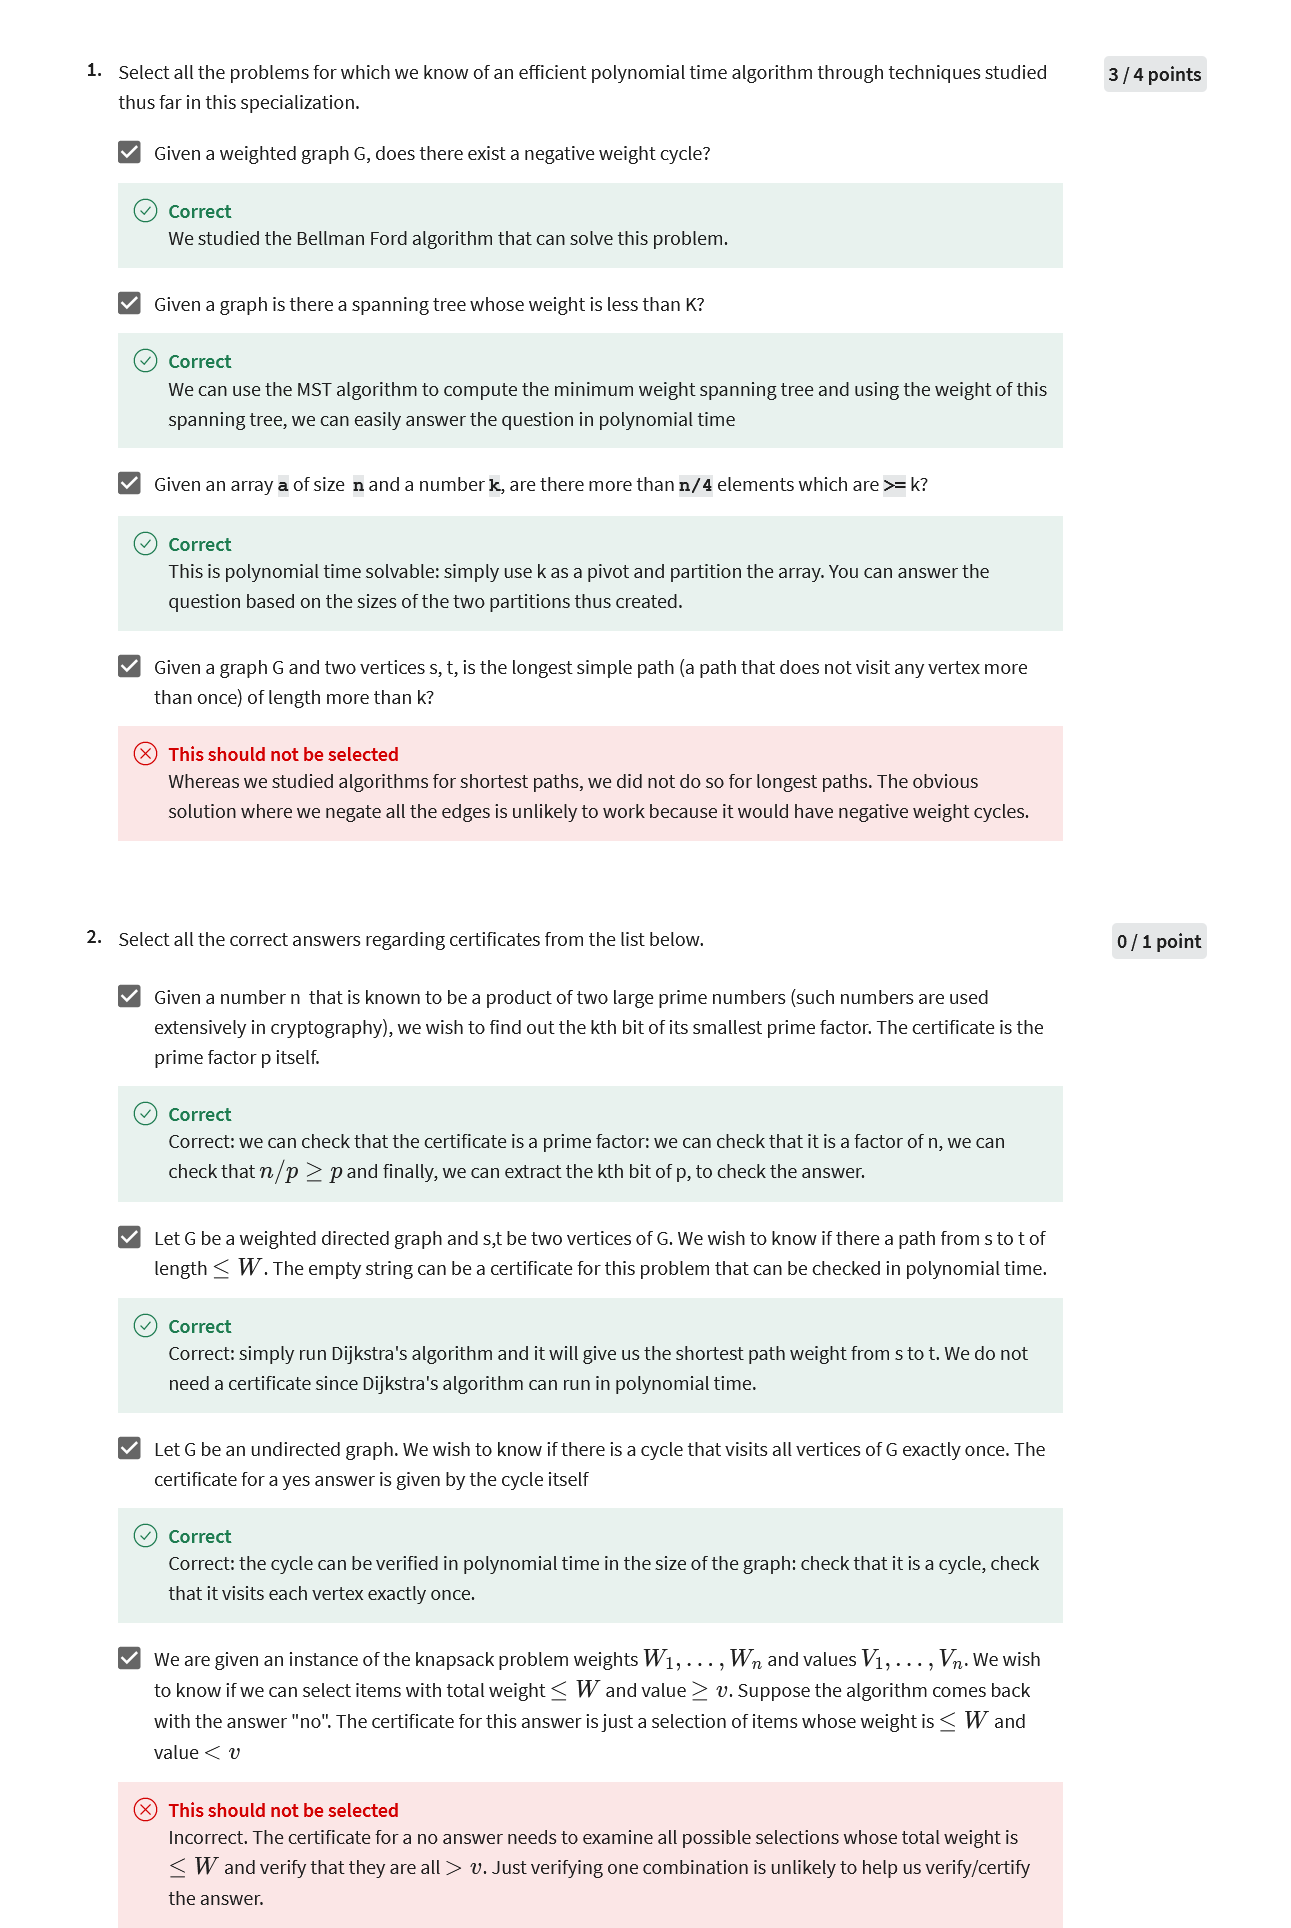 1. Select all the problems for which we know of an efficient polynomial time algorithm through techniques studied
thus far in this specialization.
3 / 4 points
Given a weighted graph G, does there exist a negative weight cycle?
Correct
We studied the Bellman Ford algorithm that can solve this problem.
Given a graph is there a spanning tree whose weight is less than K?
Correct
We can use the MST algorithm to compute the minimum weight spanning tree and using the weight of this
spanning tree, we can easily answer the question in polynomial time
Given an array a of size n and a number k, are there more than n/4 elements which are >= k?
Correct
This is polynomial time solvable: simply use k as a pivot and partition the array. You can answer the
question based on the sizes of the two partitions thus created.
Given a graph G and two vertices s, t, is the longest simple path (a path that does not visit any vertex more
than once) of length more than k?
This should not be selected
Whereas we studied algorithms for shortest paths, we did not do so for longest paths. The obvious
solution where we negate all the edges is unlikely to work because it would have negative weight cycles.
2. Select all the correct answers regarding certificates from the list below.
0 / 1 point
Given a number n that is known to be a product of two large prime numbers (such numbers are used
extensively in cryptography), we wish to find out the kth bit of its smallest prime factor. The certificate is the
prime factor p itself.
Correct
Correct: we can check that the certificate is a prime factor: we can check that it is a factor of n, we can
check that n/p ≥ p and finally, we can extract the kth bit of p, to check the answer.
Let G be a weighted directed graph and s,t be two vertices of G. We wish to know if there a path from s to t of
length ≤ W. The empty string can be a certificate for this problem that can be checked in polynomial time.
Correct
Correct: simply run Dijkstra's algorithm and it will give us the shortest path weight from s to t. We do not
need a certificate since Dijkstra's algorithm can run in polynomial time.
Let G be an undirected graph. We wish to know if there is a cycle that visits all vertices of G exactly once. The
certificate for a yes answer is given by the cycle itself
Correct
Correct: the cycle can be verified in polynomial time in the size of the graph: check that it is a cycle, check
that it visits each vertex exactly once.
We are given an instance of the knapsack problem weights W₁, . . . , Wₙ and values V₁, . . . , Vₙ. We wish
to know if we can select items with total weight ≤ W and value ≥ v. Suppose the algorithm comes back
with the answer "no". The certificate for this answer is just a selection of items whose weight is ≤ W and
value < v
This should not be selected
Incorrect. The certificate for a no answer needs to examine all possible selections whose total weight is
≤ W and verify that they are all > v. Just verifying one combination is unlikely to help us verify/certify
the answer.